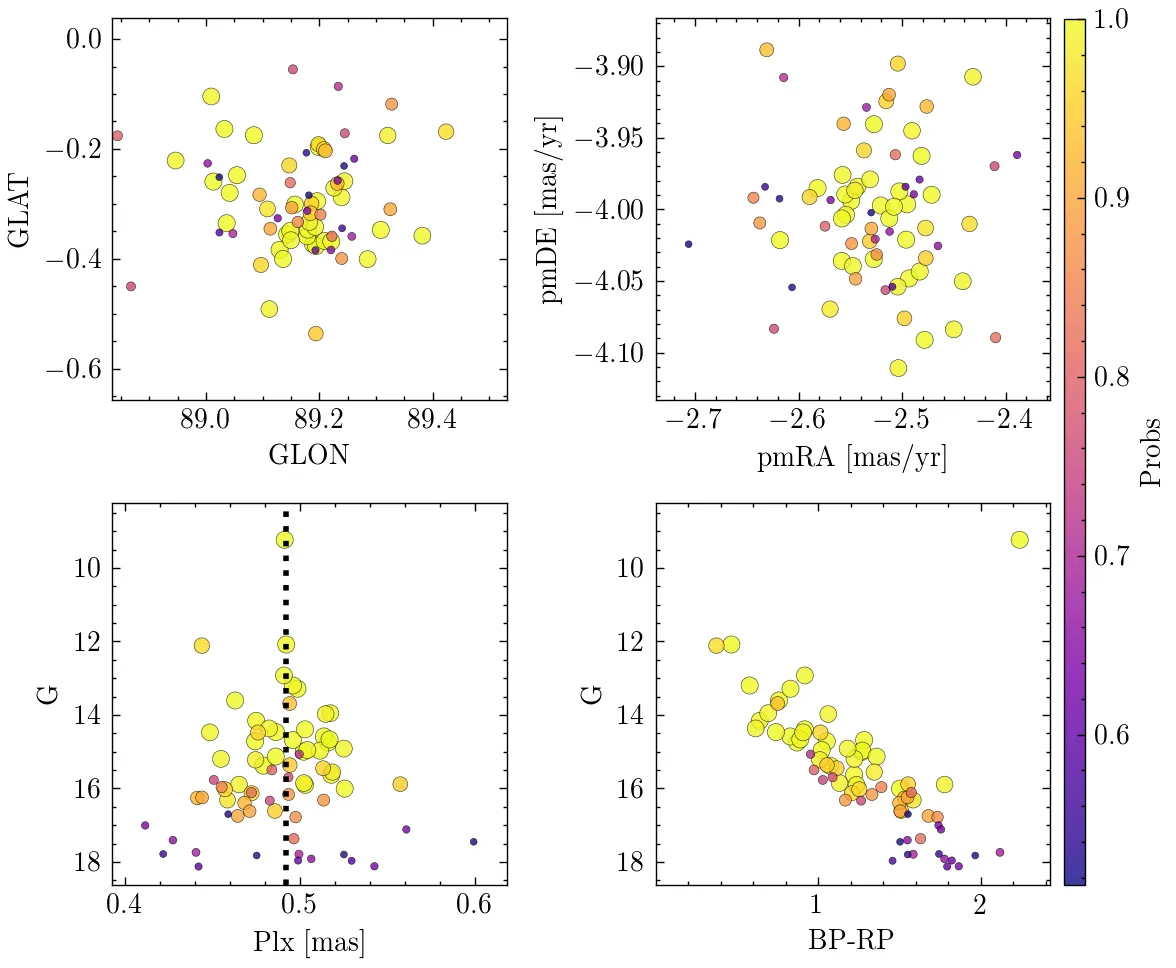 0.0
−0.2
−0.4
−0.6
GLAT
89.0 89.2 89.4
GLON
−3.90
−3.95
−4.00
−4.05
−4.10
pmDE [mas/yr]
−2.7 −2.6 −2.5 −2.4
pmRA [mas/yr]
10
12
14
16
18
G
0.4 0.5 0.6
Plx [mas]
10
12
14
16
18
G
1 2
BP-RP
1.0
0.9
0.8
0.7
0.6
Probs